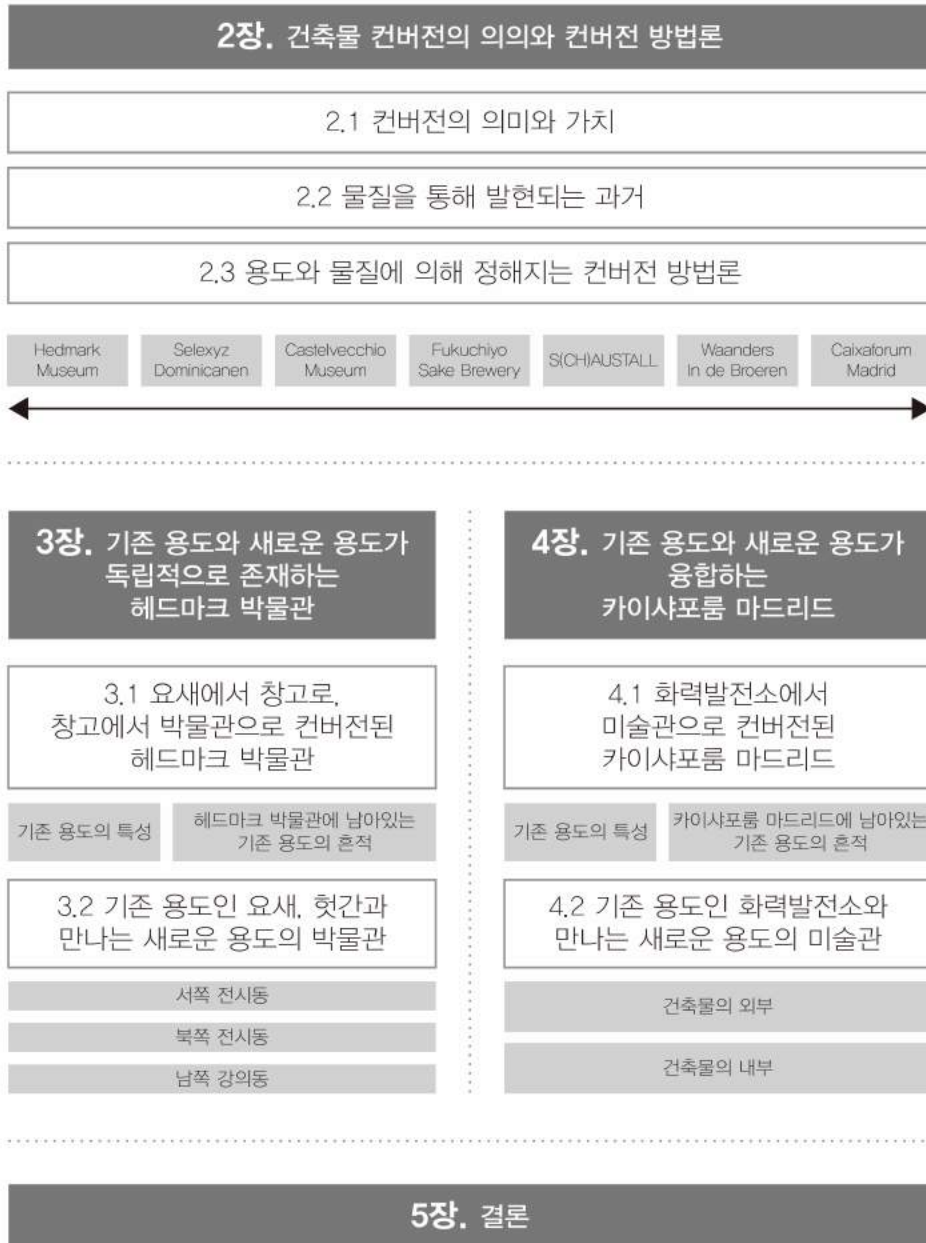 2장. 건축물 컨버전의 의의와 컨버전 방법론
2.1 컨버전의 의미와 가치
2.2 물질을 통해 발현되는 과거
2.3 용도와 물질에 의해 정해지는 컨버전 방법론
Hedmark
Museum
Selexyz
Dominicanen
Castelvecchio
Museum
Fukuchiyo
Sake Brewery
S(CH)AUSTALL
Waanders
In de Broeren
Caixaforum
Madrid
3장. 기존 용도와 새로운 용도가
독립적으로 존재하는
헤드마크 박물관
3.1 요새에서 창고로,
창고에서 박물관으로 컨버전된
헤드마크 박물관
기존 용도의 특성
헤드마크 박물관에 남아있는
기존 용도의 흔적
3.2 기존 용도인 요새, 헛간과
만나는 새로운 용도의 박물관
서쪽 전시동
북쪽 전시동
남쪽 강의동
4장. 기존 용도와 새로운 용도가
융합하는
카이샤포룸 마드리드
4.1 화력발전소에서
미술관으로 컨버전된
카이샤포룸 마드리드
기존 용도의 특성
카이샤포룸 마드리드에 남아있는
기존 용도의 흔적
4.2 기존 용도인 화력발전소와
만나는 새로운 용도의 미술관
건축물의 외부
건축물의 내부
5장. 결론